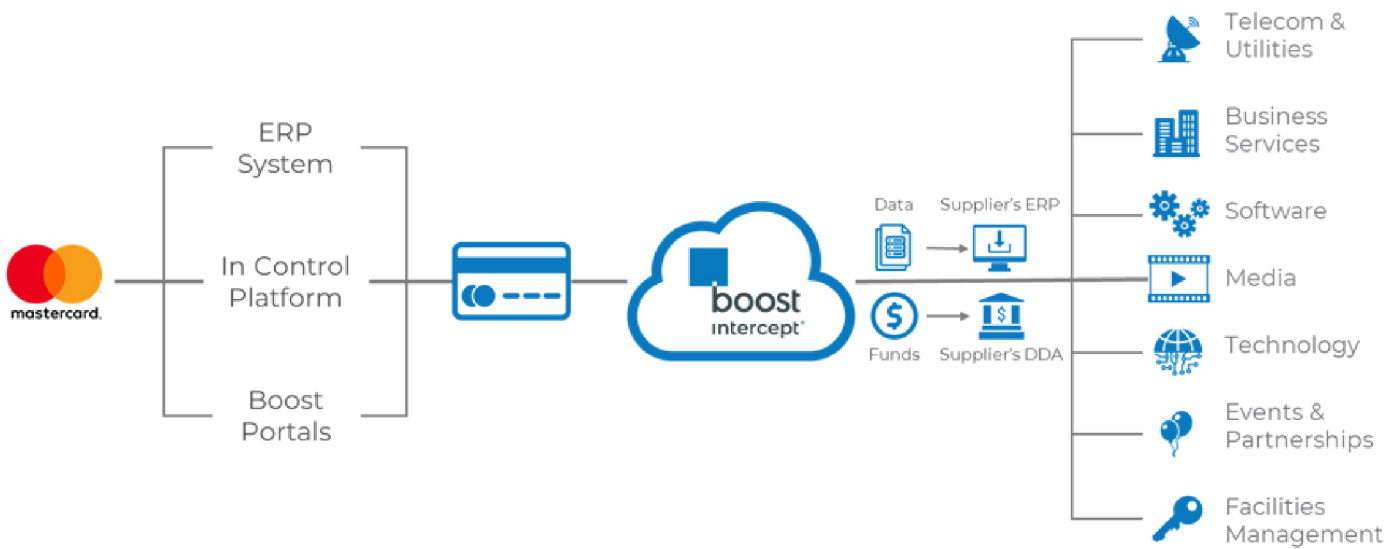 mastercard.
ERP
System
In Control
Platform
Boost
Portals
boost
intercept®
Data
Supplier's ERP
Funds
Supplier's DDA
Telecom &
Utilities
Business
Services
Software
Media
Technology
Events &
Partnerships
Facilities
Management